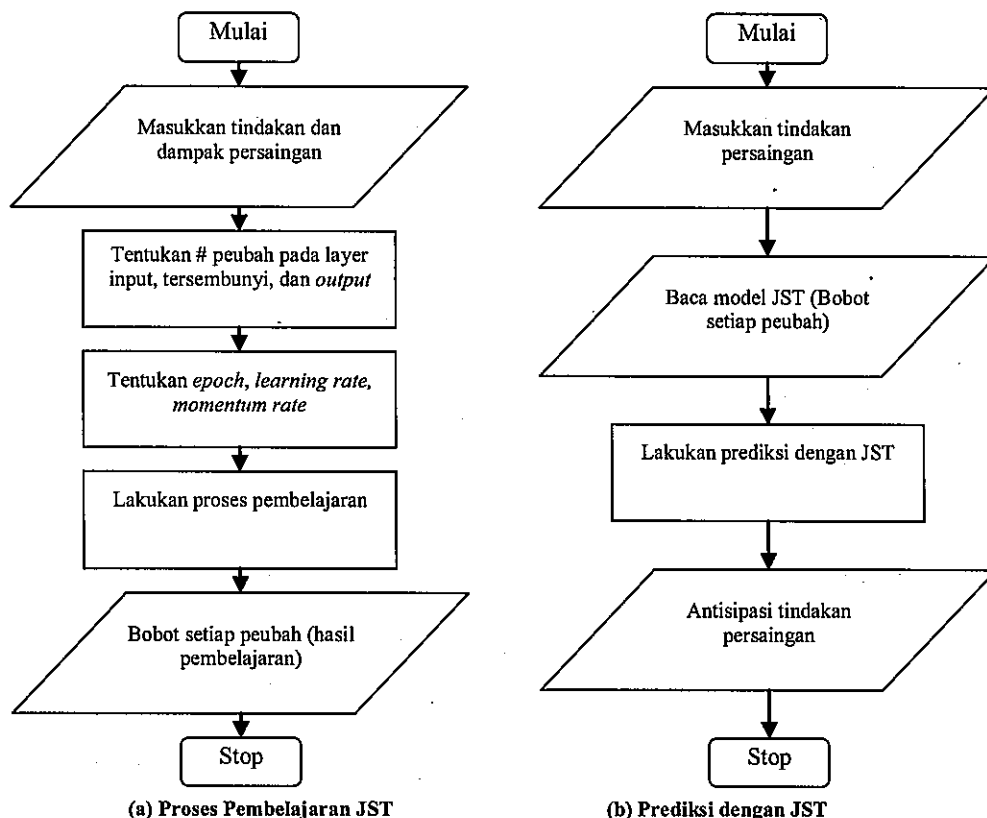 Mulai
Masukkan tindakan dan
dampak persaingan
Tentukan # peubah pada layer
input, tersembunyi, dan output
Tentukan epoch, learning rate,
momentum rate
Lakukan proses pembelajaran
Bobot setiap peubah (hasil
pembelajaran)
Stop
(a) Proses Pembelajaran JST
Mulai
Masukkan tindakan
persaingan
Baca model JST (Bobot
setiap peubah)
Lakukan prediksi dengan JST
Antisipasi tindakan
persaingan
Stop
(b) Prediksi dengan JST